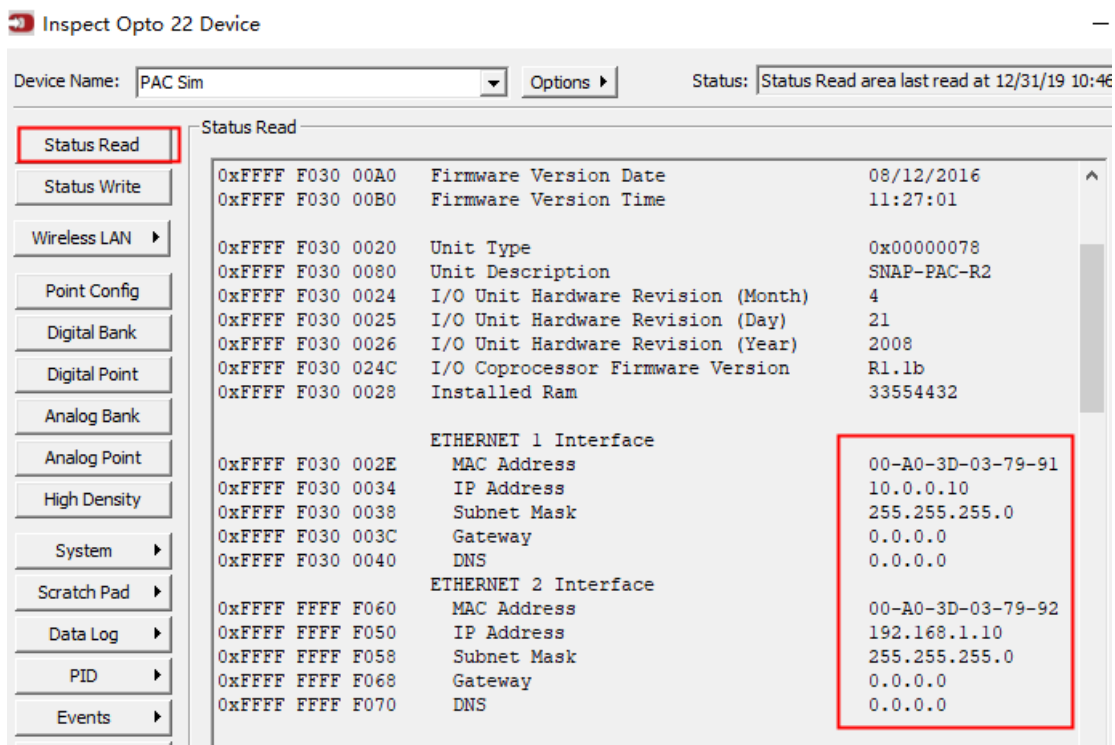 Inspect Opto 22 Device
Device Name: PAC Sim Options Status: Status Read area last read at 12/31/19 10:46
Status Read
Status Write
Wireless LAN
Point Config
Digital Bank
Digital Point
Analog Bank
Analog Point
High Density
System
Scratch Pad
Data Log
PID
Events
Status Read
0xFFFF F030 00A0 Firmware Version Date 08/12/2016
0xFFFF F030 00B0 Firmware Version Time 11:27:01
0xFFFF F030 0020 Unit Type 0x00000078
0xFFFF F030 0080 Unit Description SNAP-PAC-R2
0xFFFF F030 0024 I/O Unit Hardware Revision (Month) 4
0xFFFF F030 0025 I/O Unit Hardware Revision (Day) 21
0xFFFF F030 0026 I/O Unit Hardware Revision (Year) 2008
0xFFFF F030 024C I/O Coprocessor Firmware Version R1.1b
0xFFFF F030 0028 Installed Ram 33554432
ETHERNET 1 Interface
0xFFFF F030 002E MAC Address 00-A0-3D-03-79-91
0xFFFF F030 0034 IP Address 10.0.0.10
0xFFFF F030 0038 Subnet Mask 255.255.255.0
0xFFFF F030 003C Gateway 0.0.0.0
0xFFFF F030 0040 DNS 0.0.0.0
ETHERNET 2 Interface
0xFFFF FFFF F060 MAC Address 00-A0-3D-03-79-92
0xFFFF FFFF F050 IP Address 192.168.1.10
0xFFFF FFFF F058 Subnet Mask 255.255.255.0
0xFFFF FFFF F068 Gateway 0.0.0.0
0xFFFF FFFF F070 DNS 0.0.0.0